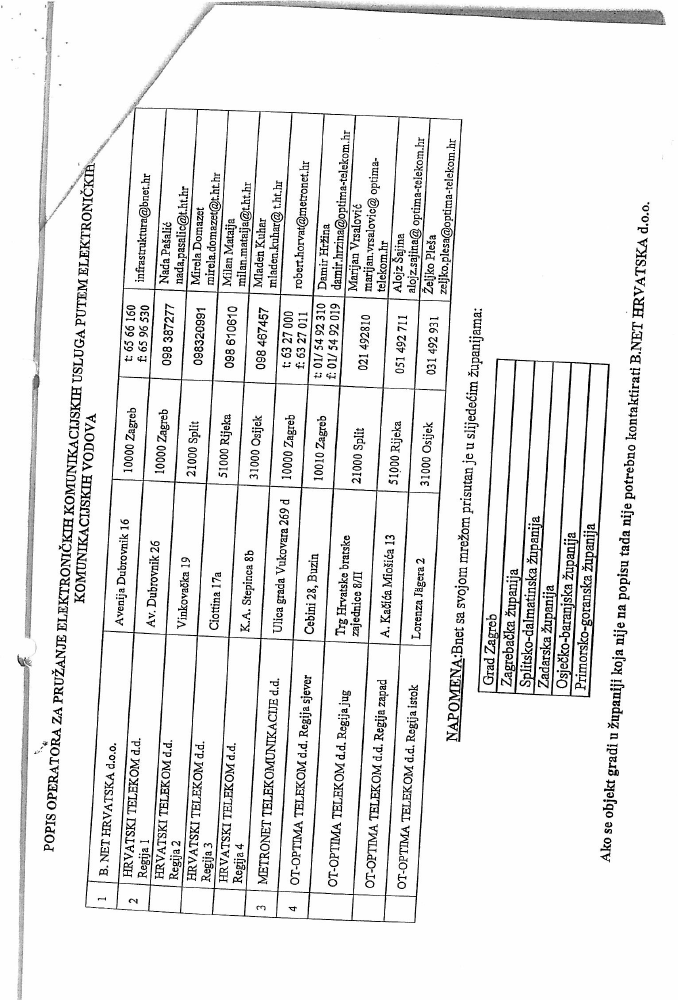 POPIS OPERATORA ZA PRUŽANJE ELEKTRONIČKIH KOMUNIKACIJSKIH USLUGA PUTEM ELEKTRONIČKIH
KOMUNIKACIJSKIH VODOVA
1 B. NET HRVATSKA d.o.o. Avenija Dubrovnik 16 10000 Zagreb t: 65 66 160 f: 65 96 530 infrastruktura@bnet.hr
2 HRVATSKI TELEKOM d.d. Regija 1 Av. Dubrovnik 26 10000 Zagreb 098 387277 Nada Pašalić nada.pasalic@t.ht.hr
HRVATSKI TELEKOM d.d. Regija 2 Vinkovačka 19 21000 Split 098320991 Mirela Domazet mirela.domazet@t.ht.hr
HRVATSKI TELEKOM d.d. Regija 3 Ciottina 17a 51000 Rijeka 098 610610 Milan Mataija milan.mataija@t.ht.hr
HRVATSKI TELEKOM d.d. Regija 4 K.A. Stepinca 8b 31000 Osijek 098 467457 Mladen Kuhar mladen.kuhar@ t.ht.hr
3 METRONET TELEKOMUNIKACIJE d.d. Ulica grada Vukovara 269 d 10000 Zagreb t: 63 27 000 f: 63 27 011 robert.horvat@metronet.hr
4 OT-OPTIMA TELEKOM d.d. Regija sjever Cebini 28, Buzin 10010 Zagreb t: 01/ 54 92 310 f: 01/ 54 92 019 Damir Hržina damir.hrzina@optima-telekom.hr
OT-OPTIMA TELEKOM d.d. Regija jug Trg Hrvatske bratske zajednice 8/II 21000 Split 021 492810 Marijan Vrsalović marijan.vrsalovic@ optima-telekom.hr
OT-OPTIMA TELEKOM d.d. Regija zapad A. Kačića Miošića 13 51000 Rijeka 051 492 711 Alojz Šajina alojz.sajina@ optima-telekom.hr
OT-OPTIMA TELEKOM d.d. Regija istok Lorenza Jägera 2 31000 Osijek 031 492 931 Željko Pleša zeljko.plesa@optima-telekom.hr
NAPOMENA:Bnet sa svojom mrežom prisutan je u slijedećim županijama:
Grad Zagreb
Zagrebačka županija
Splitsko-dalmatinska županija
Zadarska županija
Osječko-baranjska županija
Primorsko-goranska županija
Ako se objekt gradi u županiji koja nije na popisu tada nije potrebno kontaktirati B.NET HRVATSKA d.o.o.